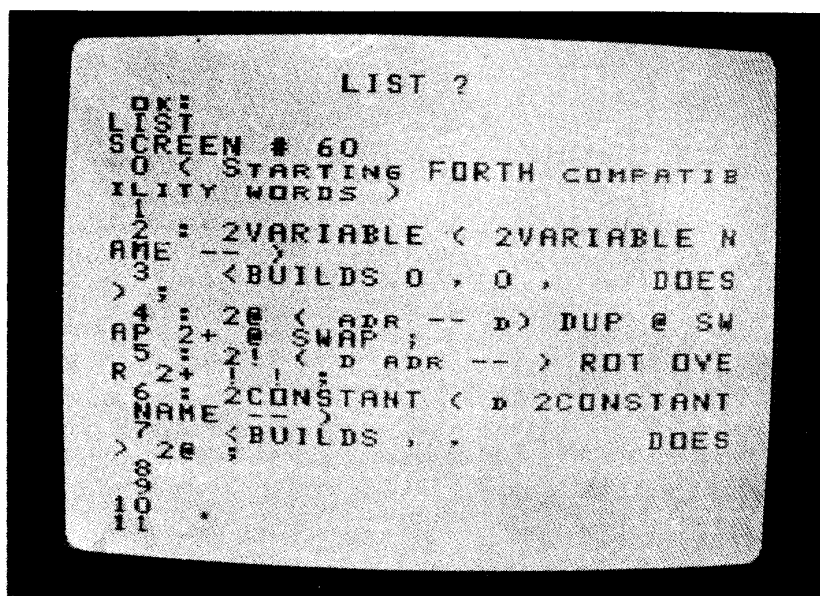 LIST ?
OK:
LIST
SCREEN # 60
0 ( STARTING FORTH COMPATIB
ILITY WORDS )
1
2 : 2VARIABLE ( 2VARIABLE N
AME -- )
3 <BUILDS 0 , 0 , DOES
> ;
4 : 2@ ( ADR -- D) DUP @ SW
AP 2+ @ SWAP ;
5 : 2! ( D ADR -- ) ROT OVE
R 2+ ! ! ;
6 : 2CONSTANT ( D 2CONSTANT
NAME -- )
7 <BUILDS , , DOES
> 2@ ;
8
9
10
11